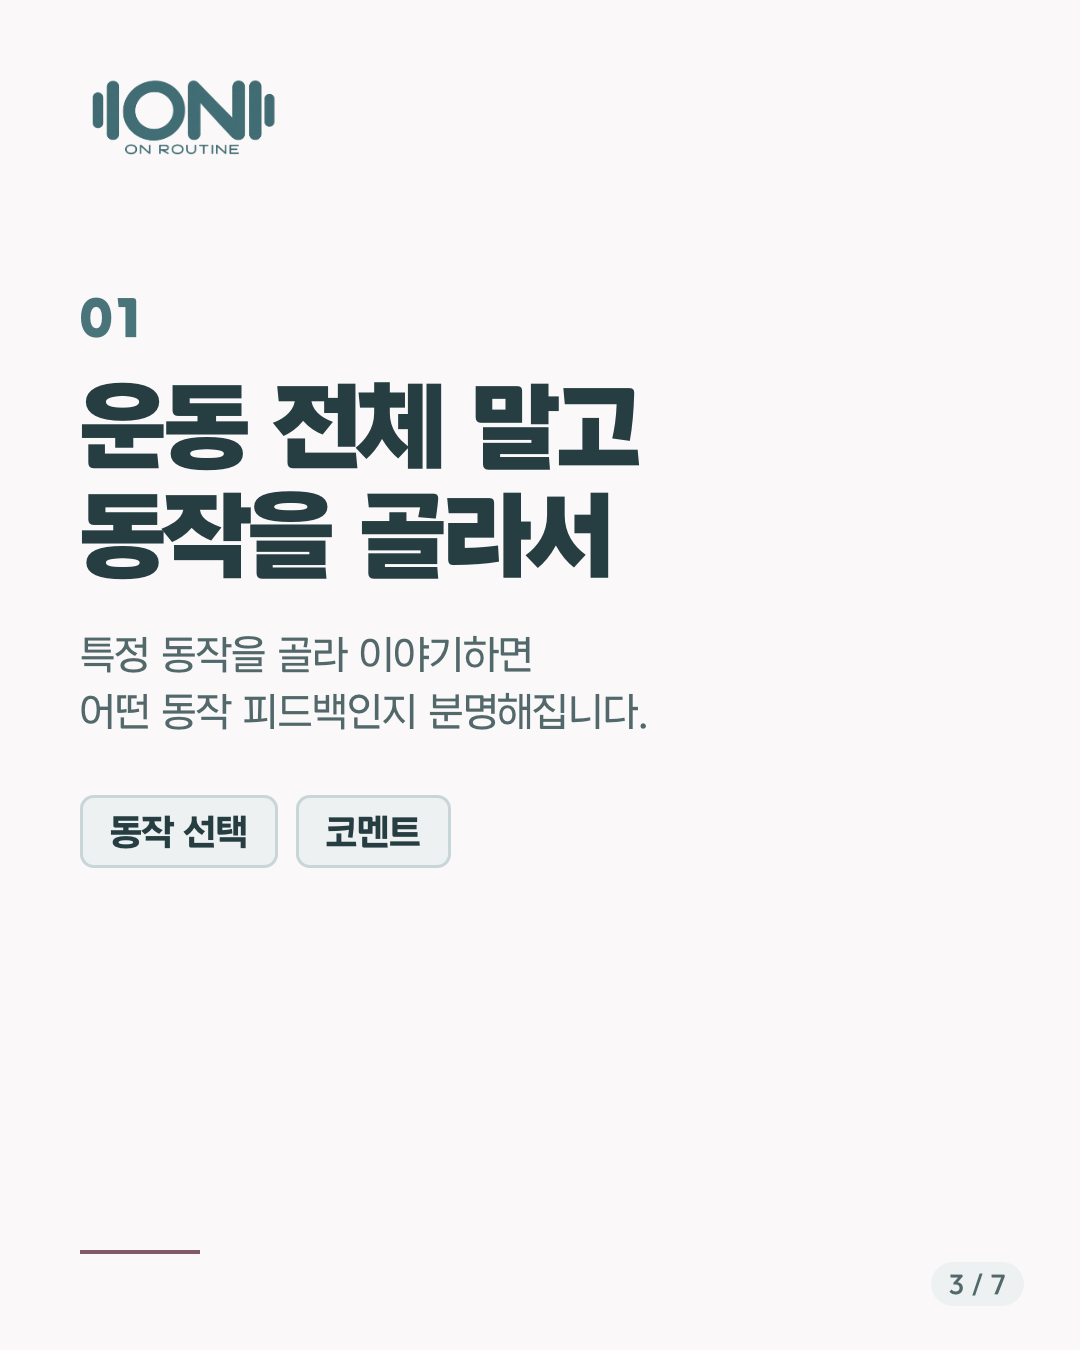 ION
ON ROUTINE
01
운동 전체 말고
동작을 골라서
특정 동작을 골라 이야기하면
어떤 동작 피드백인지 분명해집니다.
동작 선택
코멘트
3 / 7